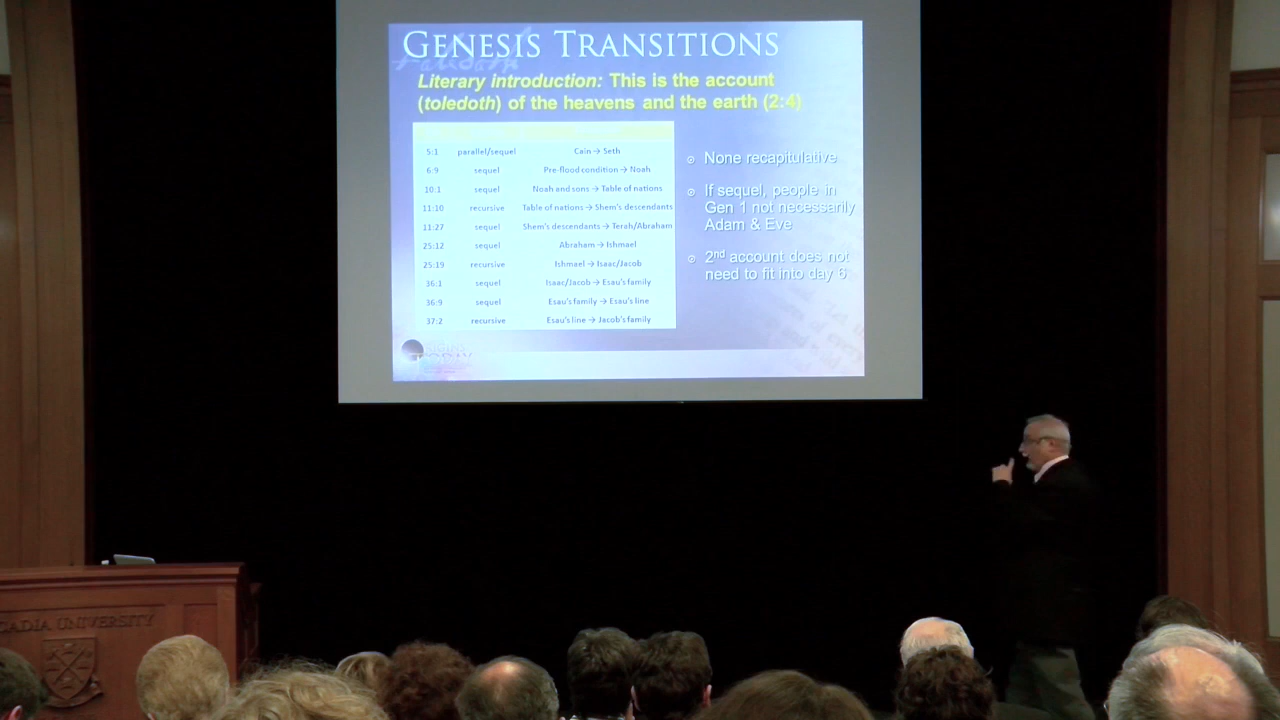 GENESIS TRANSITIONS
Literary introduction: This is the account
(toledoth) of the heavens and the earth (2:4)
5:1 parallel/sequel Cain → Seth
6:9 sequel Pre-flood condition → Noah
10:1 sequel Noah and sons → Table of nations
11:10 recursive Table of nations → Shem's descendants
11:27 sequel Shem's descendants → Terah/Abraham
25:12 sequel Abraham → Ishmael
25:19 recursive Ishmael → Isaac/Jacob
36:1 sequel Isaac/Jacob → Esau's family
36:9 sequel Esau's family → Esau's line
37:2 recursive Esau's line → Jacob's family
None recapitulative
If sequel, people in
Gen 1 not necessarily
Adam & Eve
2nd account does not
need to fit into day 6
RIGINS
TODAY
CADIA UNIVERSITY